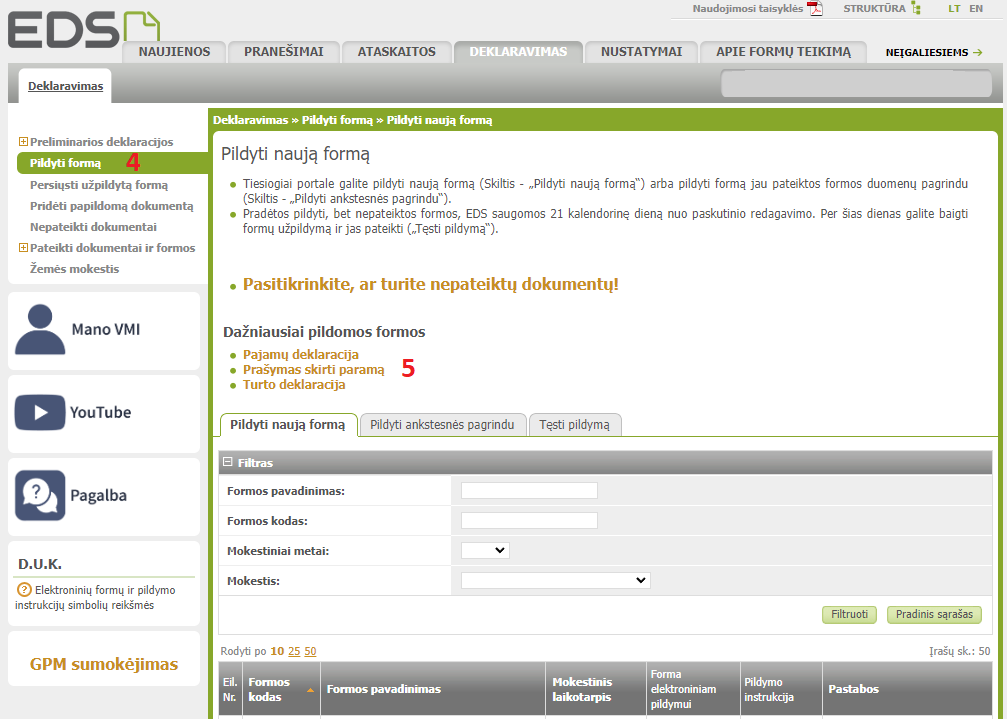 Naudojimosi taisyklės STRUKTŪRA LT EN
EDS
NAUJIENOS PRANEŠIMAI ATASKAITOS DEKLARAVIMAS NUSTATYMAI APIE FORMŲ TEIKIMĄ NEĮGALIESIEMS →
Deklaravimas
Deklaravimas » Pildyti formą » Pildyti naują formą
Preliminarios deklaracijos
Pildyti formą 4
Persiųsti užpildytą formą
Pridėti papildomą dokumentą
Nepateikti dokumentai
Pateikti dokumentai ir formos
Žemės mokestis
Mano VMI
YouTube
Pagalba
D.U.K.
Elektroninių formų ir pildymo
instrukcijų simbolių reikšmės
GPM sumokėjimas
Pildyti naują formą
Tiesiogiai portale galite pildyti naują formą (Skiltis - „Pildyti naują formą“) arba pildyti formą jau pateiktos formos duomenų pagrindu
(Skiltis - „Pildyti ankstesnės pagrindu“).
Pradėtos pildyti, bet nepateiktos formos, EDS saugomos 21 kalendorinę dieną nuo paskutinio redagavimo. Per šias dienas galite baigti
formų užpildymą ir jas pateikti („Tęsti pildymą“).
Pasitikrinkite, ar turite nepateiktų dokumentų!
Dažniausiai pildomos formos
Pajamų deklaracija
Prašymas skirti paramą 5
Turto deklaracija
Pildyti naują formą Pildyti ankstesnės pagrindu Tęsti pildymą
Filtras
Formos pavadinimas:
Formos kodas:
Mokestiniai metai:
Mokestis:
Filtruoti Pradinis sąrašas
Rodyti po 10 25 50 Įrašų sk.: 50
Eil. Nr. Formos kodas Formos pavadinimas Mokestinis laikotarpis Forma elektroniniam pildymui Pildymo instrukcija Pastabos